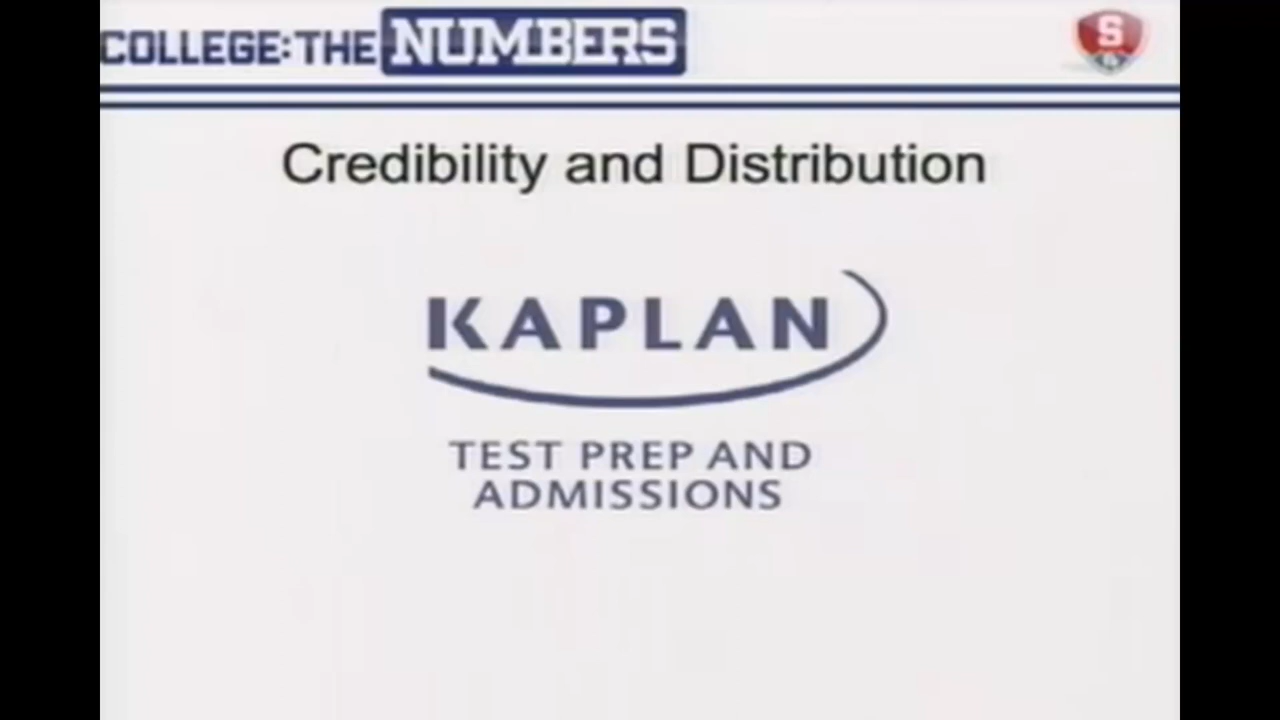 COLLEGE: THE NUMBERS
S
Credibility and Distribution
KAPLAN
TEST PREP AND
ADMISSIONS